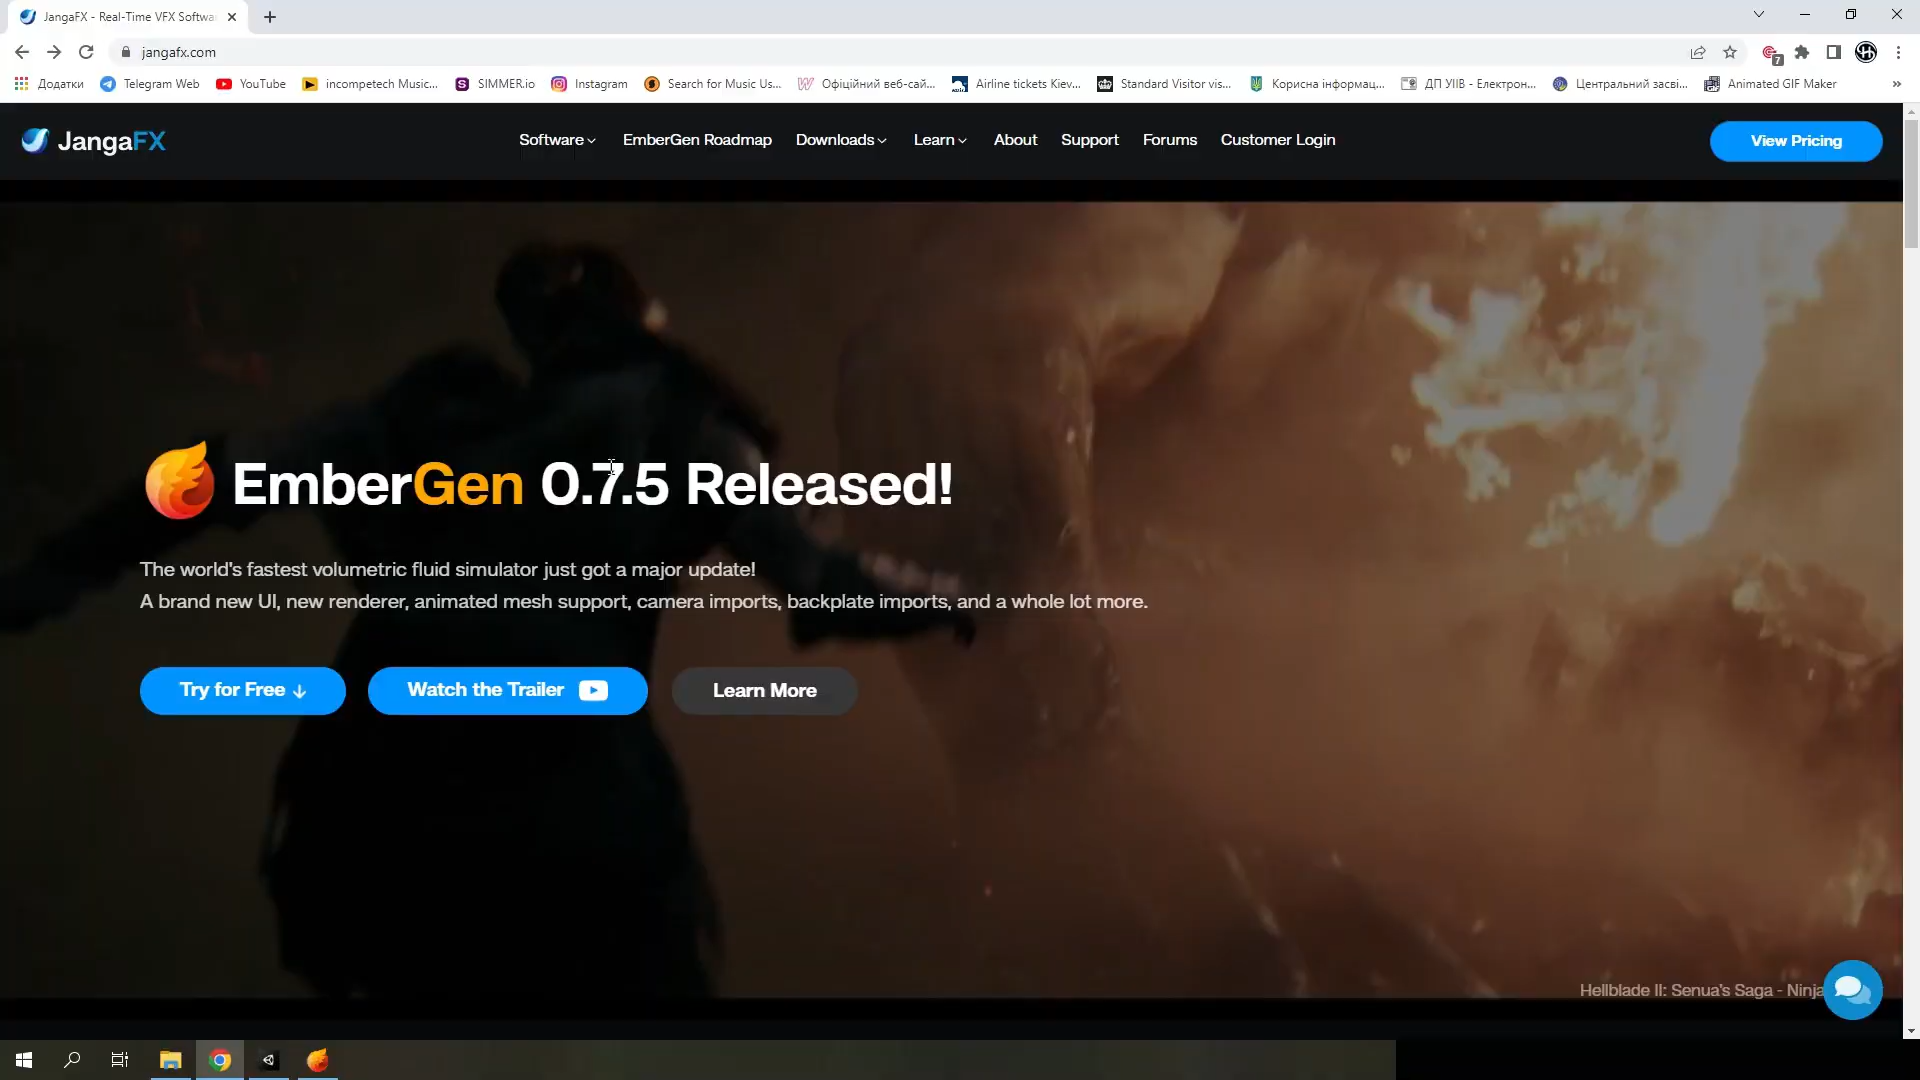 JangaFX - Real-Time VFX Softwa
jangafx.com
7
Додатки
Telegram Web
YouTube
incompetech Music...
SIMMER.io
Instagram
Search for Music Us...
Офіційний веб-сай...
Airline tickets Kiev,...
Standard Visitor vis...
Корисна інформац...
ДП УІІВ - Електрон...
Центральний засві...
Animated GIF Maker
JangaFX
Software
EmberGen Roadmap
Downloads
Learn
About
Support
Forums
Customer Login
View Pricing
EmberGen 0.7.5 Released!
The world's fastest volumetric fluid simulator just got a major update!
A brand new UI, new renderer, animated mesh support, camera imports, backplate imports, and a whole lot more.
Try for Free
Watch the Trailer
Learn More
Hellblade II: Senua's Saga - Ninja